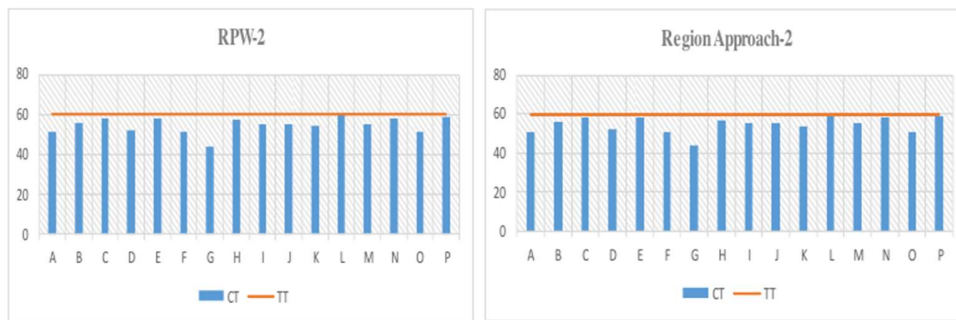 RPW-2
80
60
40
20
0
A B C D E F G H I J K L M N O P
CT TT
Region Approach-2
80
60
40
20
0
A B C D E F G H I J K L M N O P
CT TT